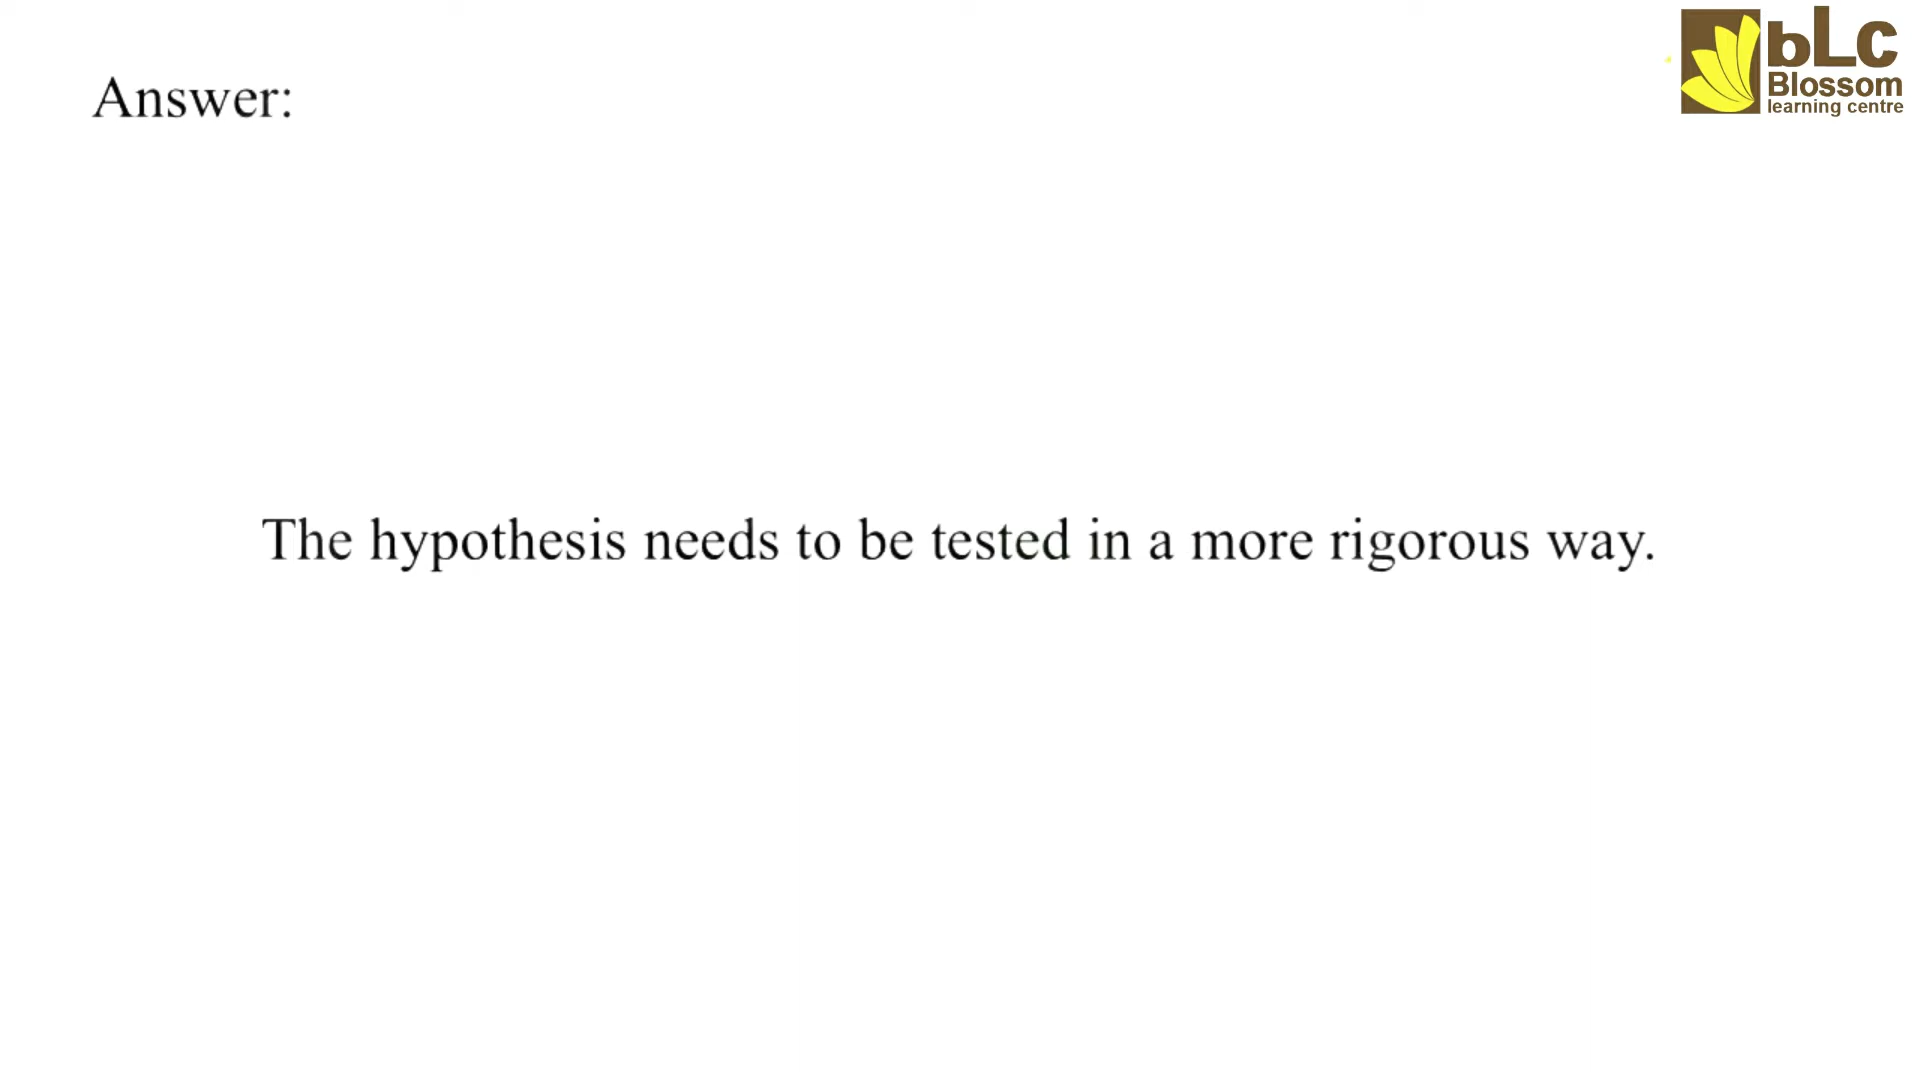 bLc
Blossom
learning centre
Answer:
The hypothesis needs to be tested in a more rigorous way.